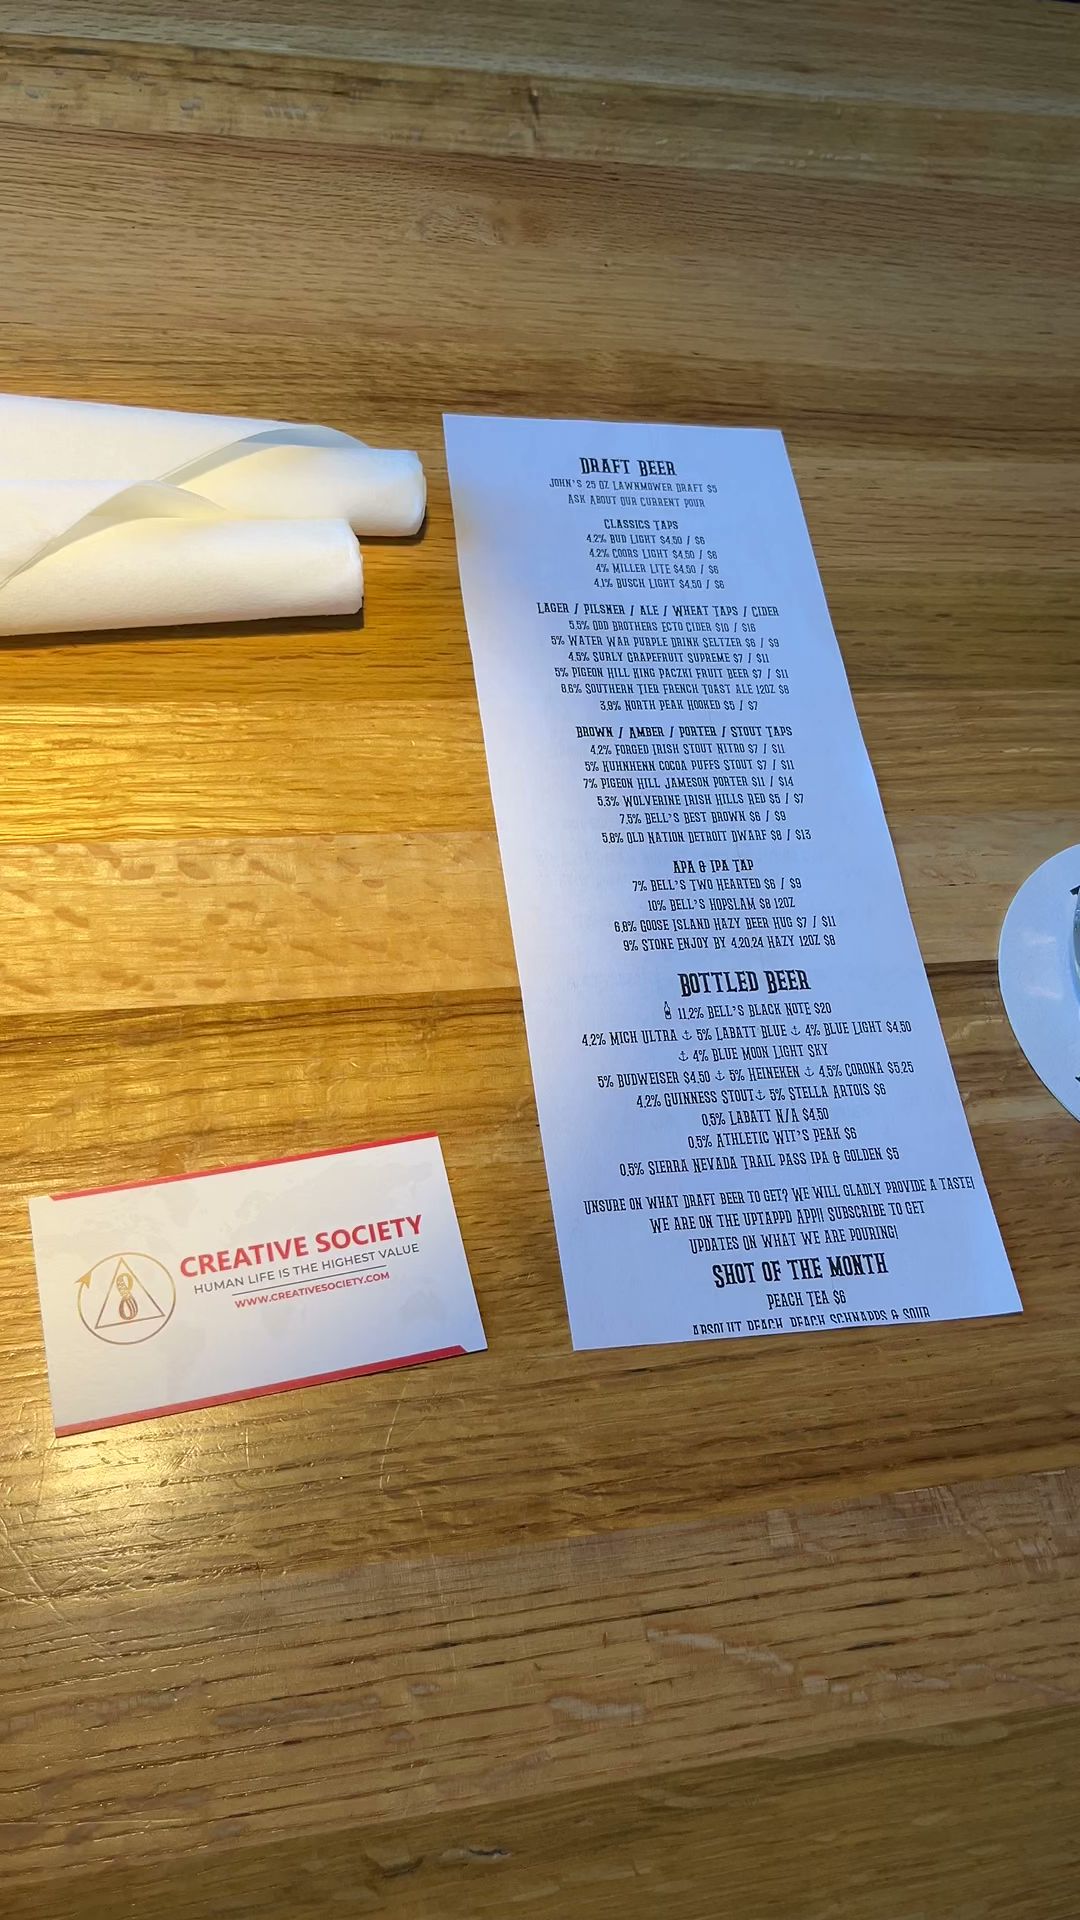 DRAFT BEER
JOHN'S 25 OZ LAWNMOWER DRAFT $5
ASK ABOUT OUR CURRENT POUR
CLASSICS TAPS
4.2% BUD LIGHT $4.50 / $6
4.2% COORS LIGHT $4.50 / $6
4% MILLER LITE $4.50 / $6
4.1% BUSCH LIGHT $4.50 / $6
LAGER / PILSNER / ALE / WHEAT TAPS / CIDER
5.5% ODD BROTHERS ECTO CIDER $10 / $16
5% WATER WAR PURPLE DRINK SELTZER $6 / $9
4.5% SURLY GRAPEFRUIT SUPREME $7 / $11
5% PIGEON HILL KING PACZKI FRUIT BEER $7 / $11
8.6% SOUTHERN TIER FRENCH TOAST ALE 12OZ $8
3.9% NORTH PEAK HOOKED $5 / $7
BROWN / AMBER / PORTER / STOUT TAPS
4.2% FORGED IRISH STOUT NITRO $7 / $11
5% KUHNHENN COCOA PUFFS STOUT $7 / $11
7% PIGEON HILL JAMESON PORTER $11 / $14
5.3% WOLVERINE IRISH HILLS RED $5 / $7
7.5% BELL'S BEST BROWN $6 / $9
5.8% OLD NATION DETROIT DWARF $8 / $13
APA & IPA TAP
7% BELL'S TWO HEARTED $6 / $9
10% BELL'S HOPSLAM $8 12OZ
6.8% GOOSE ISLAND HAZY BEER HUG $7 / $11
9% STONE ENJOY BY 4.20.24 HAZY 12OZ $8
BOTTLED BEER
11.2% BELL'S BLACK NOTE $20
4.2% MICH ULTRA ⚓ 5% LABATT BLUE ⚓ 4% BLUE LIGHT $4.50
⚓ 4% BLUE MOON LIGHT SKY
5% BUDWEISER $4.50 ⚓ 5% HEINEKEN ⚓ 4.5% CORONA $5.25
4.2% GUINNESS STOUT ⚓ 5% STELLA ARTOIS $6
0.5% LABATT N/A $4.50
0.5% ATHLETIC WIT'S PEAK $6
0.5% SIERRA NEVADA TRAIL PASS IPA & GOLDEN $5
UNSURE ON WHAT DRAFT BEER TO GET? WE WILL GLADLY PROVIDE A TASTE!
WE ARE ON THE UPTAPPD APP!! SUBSCRIBE TO GET
UPDATES ON WHAT WE ARE POURING!
SHOT OF THE MONTH
PEACH TEA $6
ABSOLUT PEACH, PEACH SCHNAPPS & SOUR
CREATIVE SOCIETY
HUMAN LIFE IS THE HIGHEST VALUE
WWW.CREATIVESOCIETY.COM